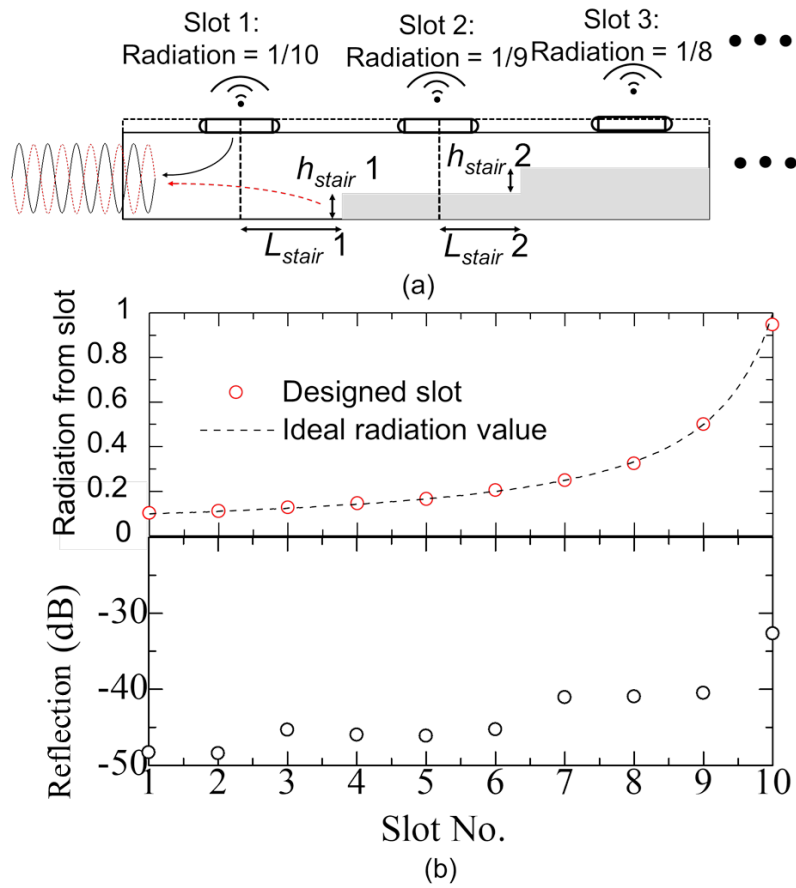 Slot 1:
Radiation = 1/10
Slot 2:
Radiation = 1/9
Slot 3:
Radiation = 1/8
h_stair 1
h_stair 2
L_stair 1
L_stair 2
(a)
Radiation from slot
1
0.8
0.6
0.4
0.2
0
Designed slot
Ideal radiation value
Reflection (dB)
-30
-40
-50
1 2 3 4 5 6 7 8 9 10
Slot No.
(b)